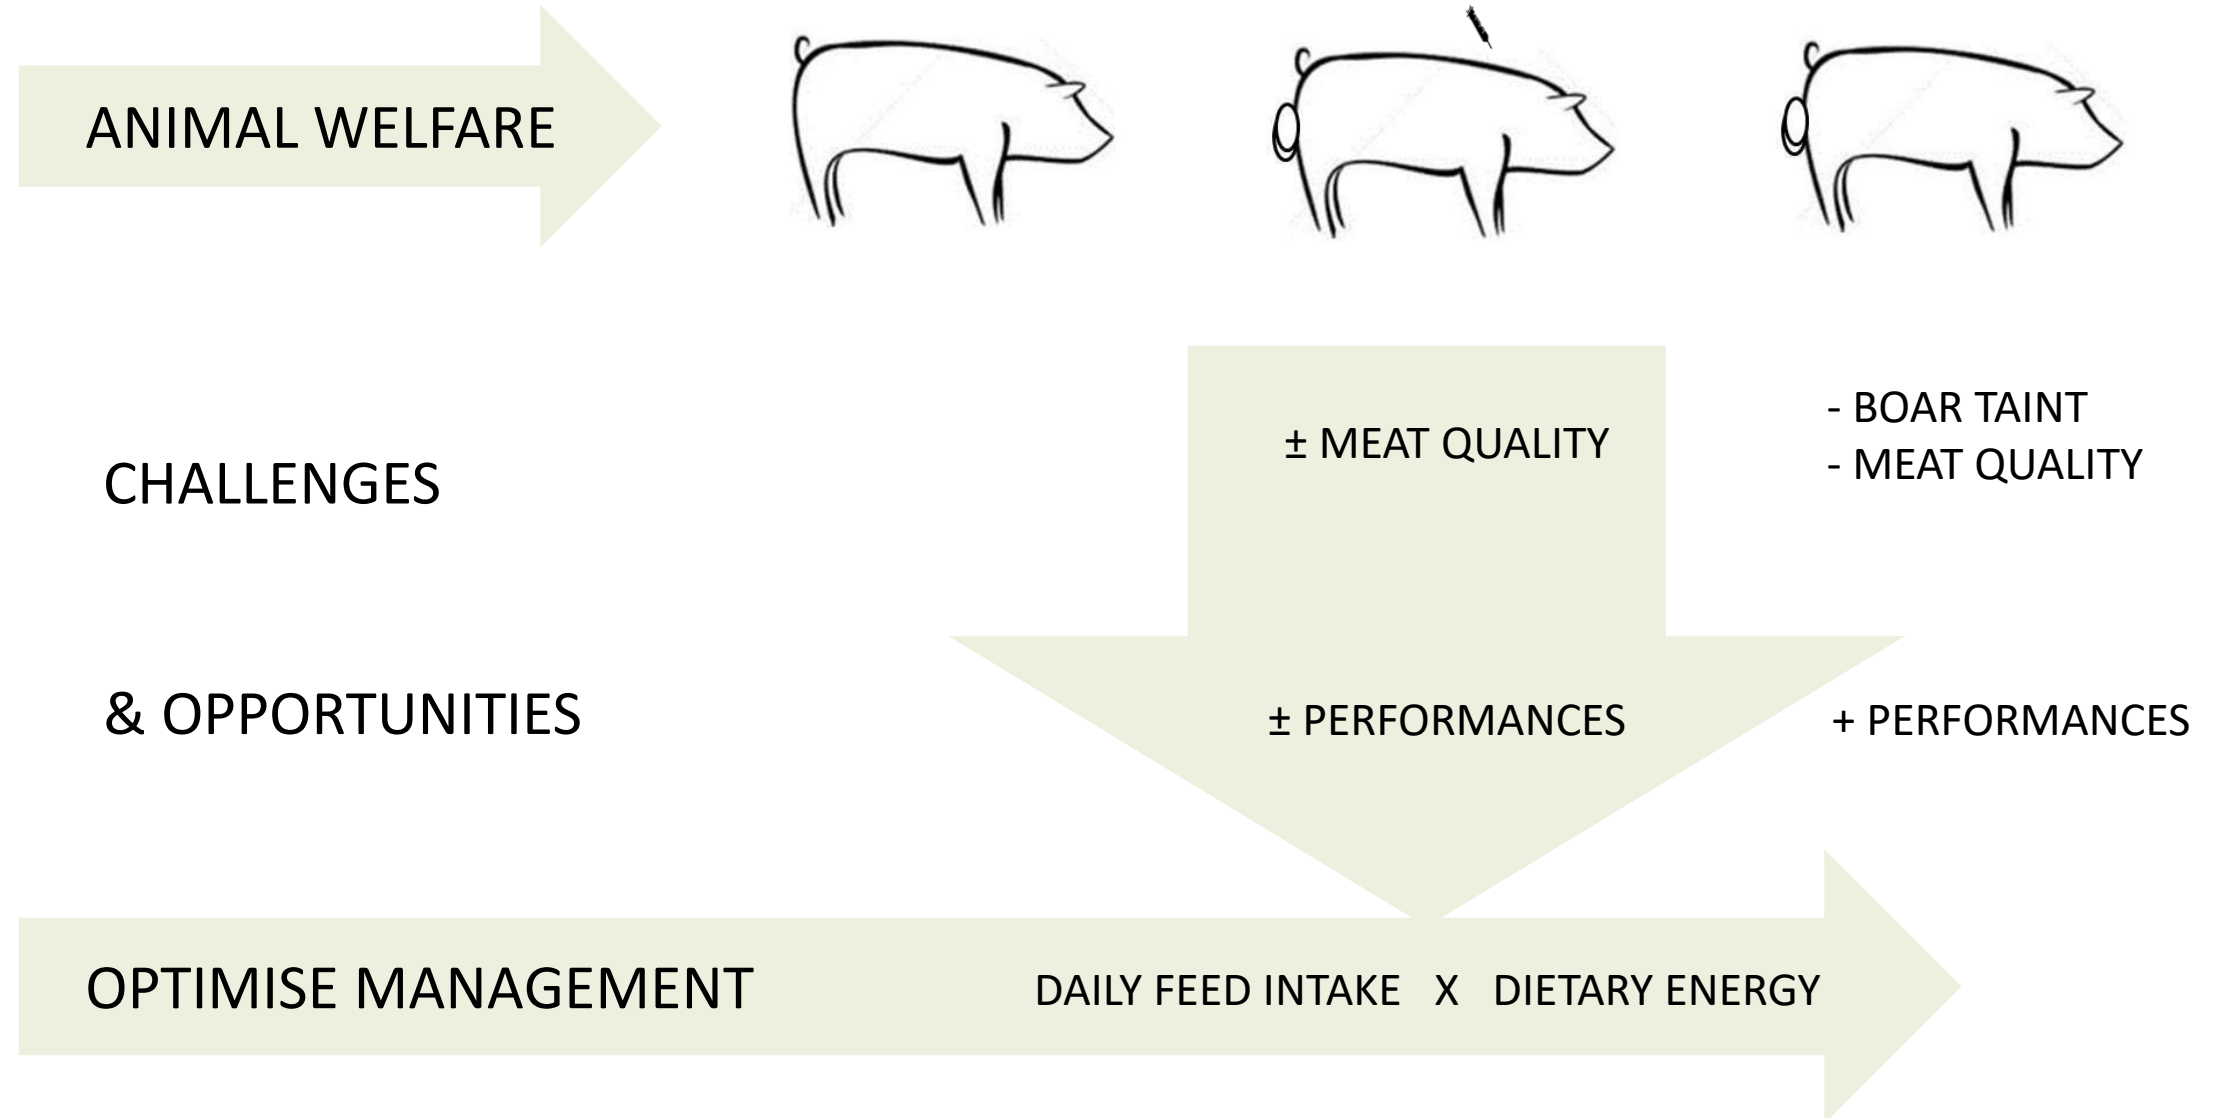 ANIMAL WELFARE
± MEAT QUALITY
- BOAR TAINT
- MEAT QUALITY
CHALLENGES
& OPPORTUNITIES
± PERFORMANCES
+ PERFORMANCES
OPTIMISE MANAGEMENT
DAILY FEED INTAKE X DIETARY ENERGY